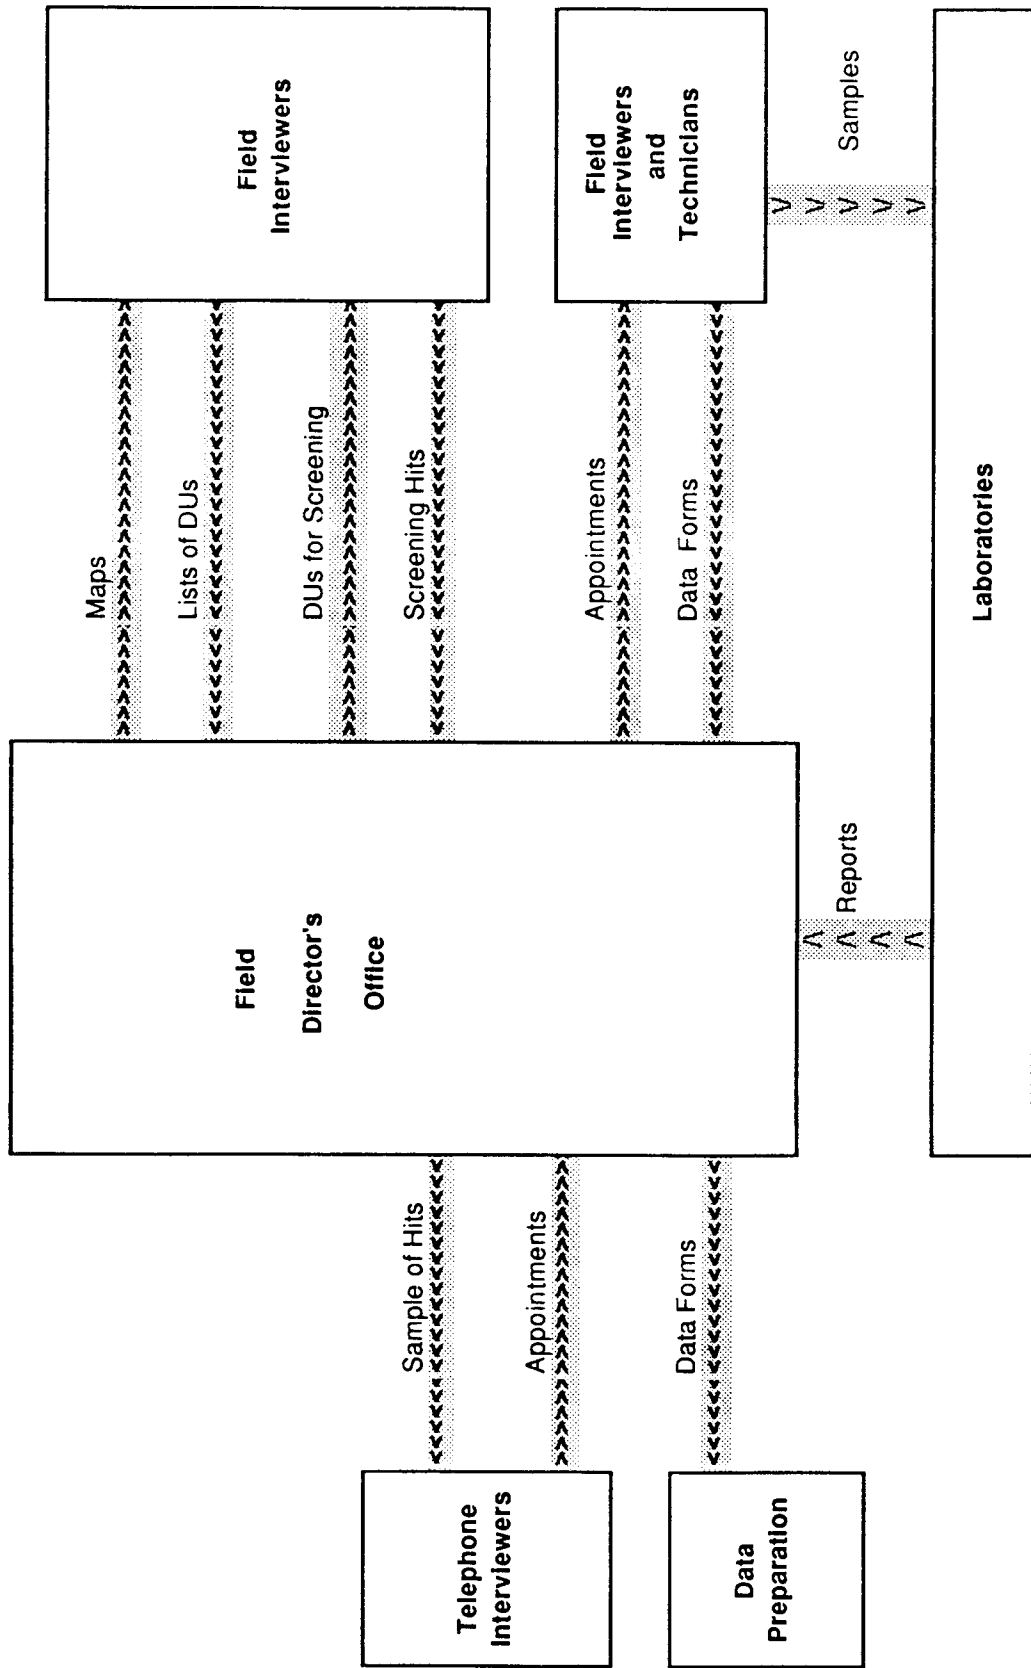 Telephone
Interviewers
Data
Preparation
Sample of Hits
Appointments
Data Forms
Field
Director's
Office
Maps
Lists of DUs
DUs for Screening
Screening Hits
Appointments
Data Forms
Field
Interviewers
Field
Interviewers
and
Technicians
Reports
Samples
Laboratories